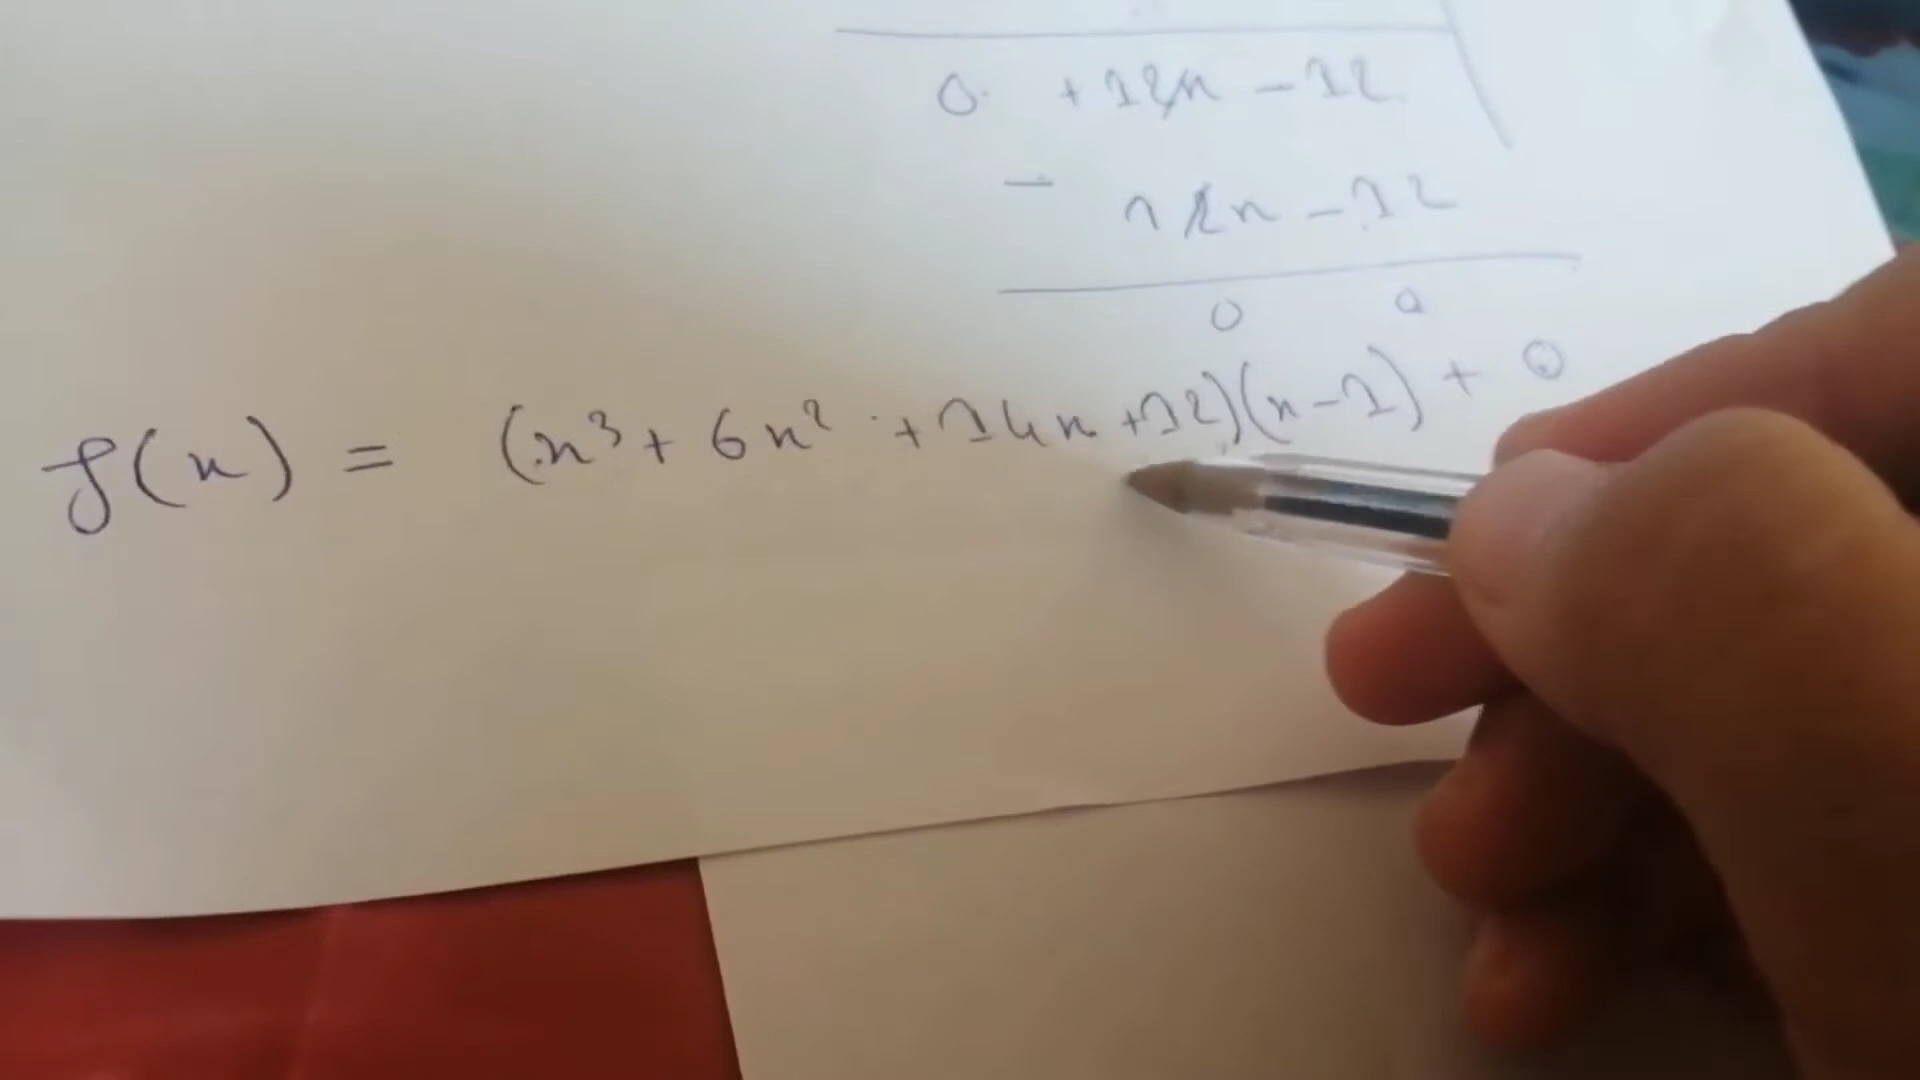 0 + 12x - 12
- 12x - 12
0 0
f(x) = (x³ + 6x² + 14x + 12)(x - 1) + 0